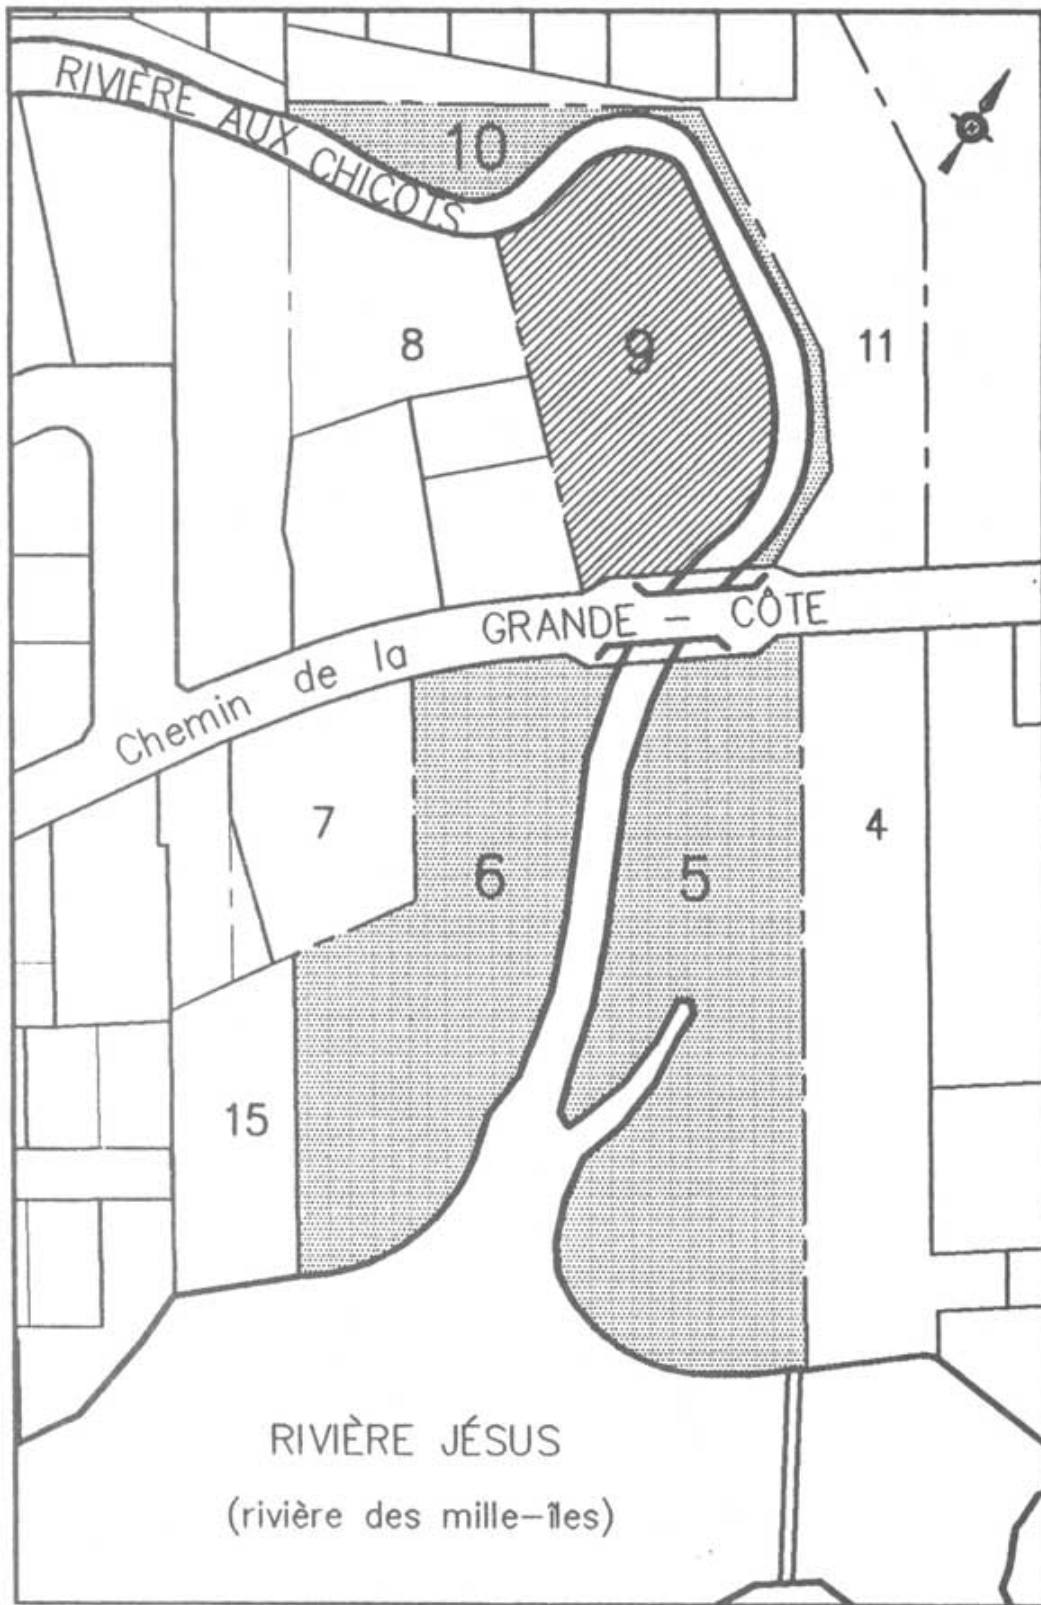 RIVIÈRE AUX CHICOTS
10
9
8
11
GRANDE – CÔTE
Chemin de la
7
6
5
4
15
RIVIÈRE JÉSUS
(rivière des mille-îles)